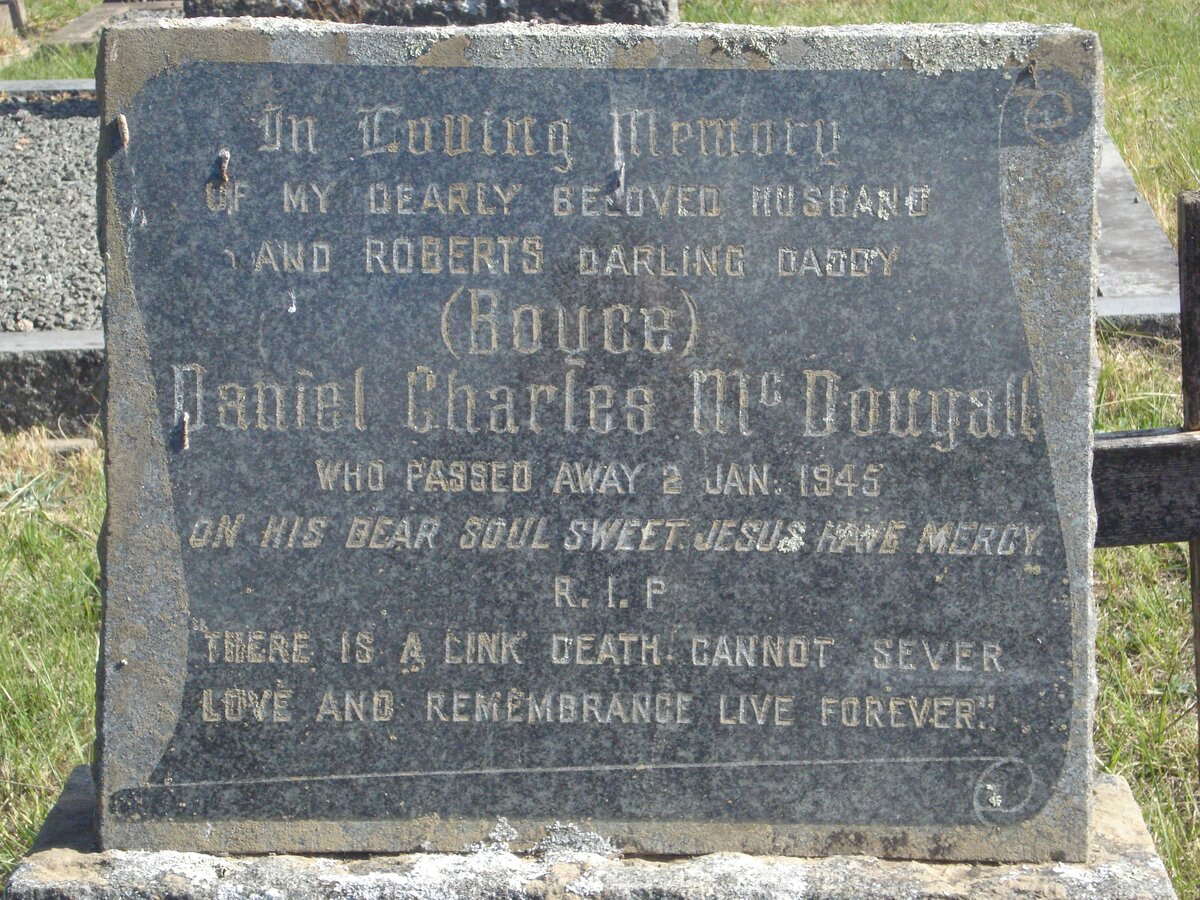 In Loving Memory
OF MY DEARLY BELOVED HUSBAND
AND ROBERTS DARLING DADDY
(Boyce)
Daniel Charles Mc Dougall
WHO PASSED AWAY 2 JAN. 1945
ON HIS DEAR SOUL SWEET JESUS HAVE MERCY.
R. I. P
"THERE IS A LINK DEATH CANNOT SEVER
LOVE AND REMEMBRANCE LIVE FOREVER."